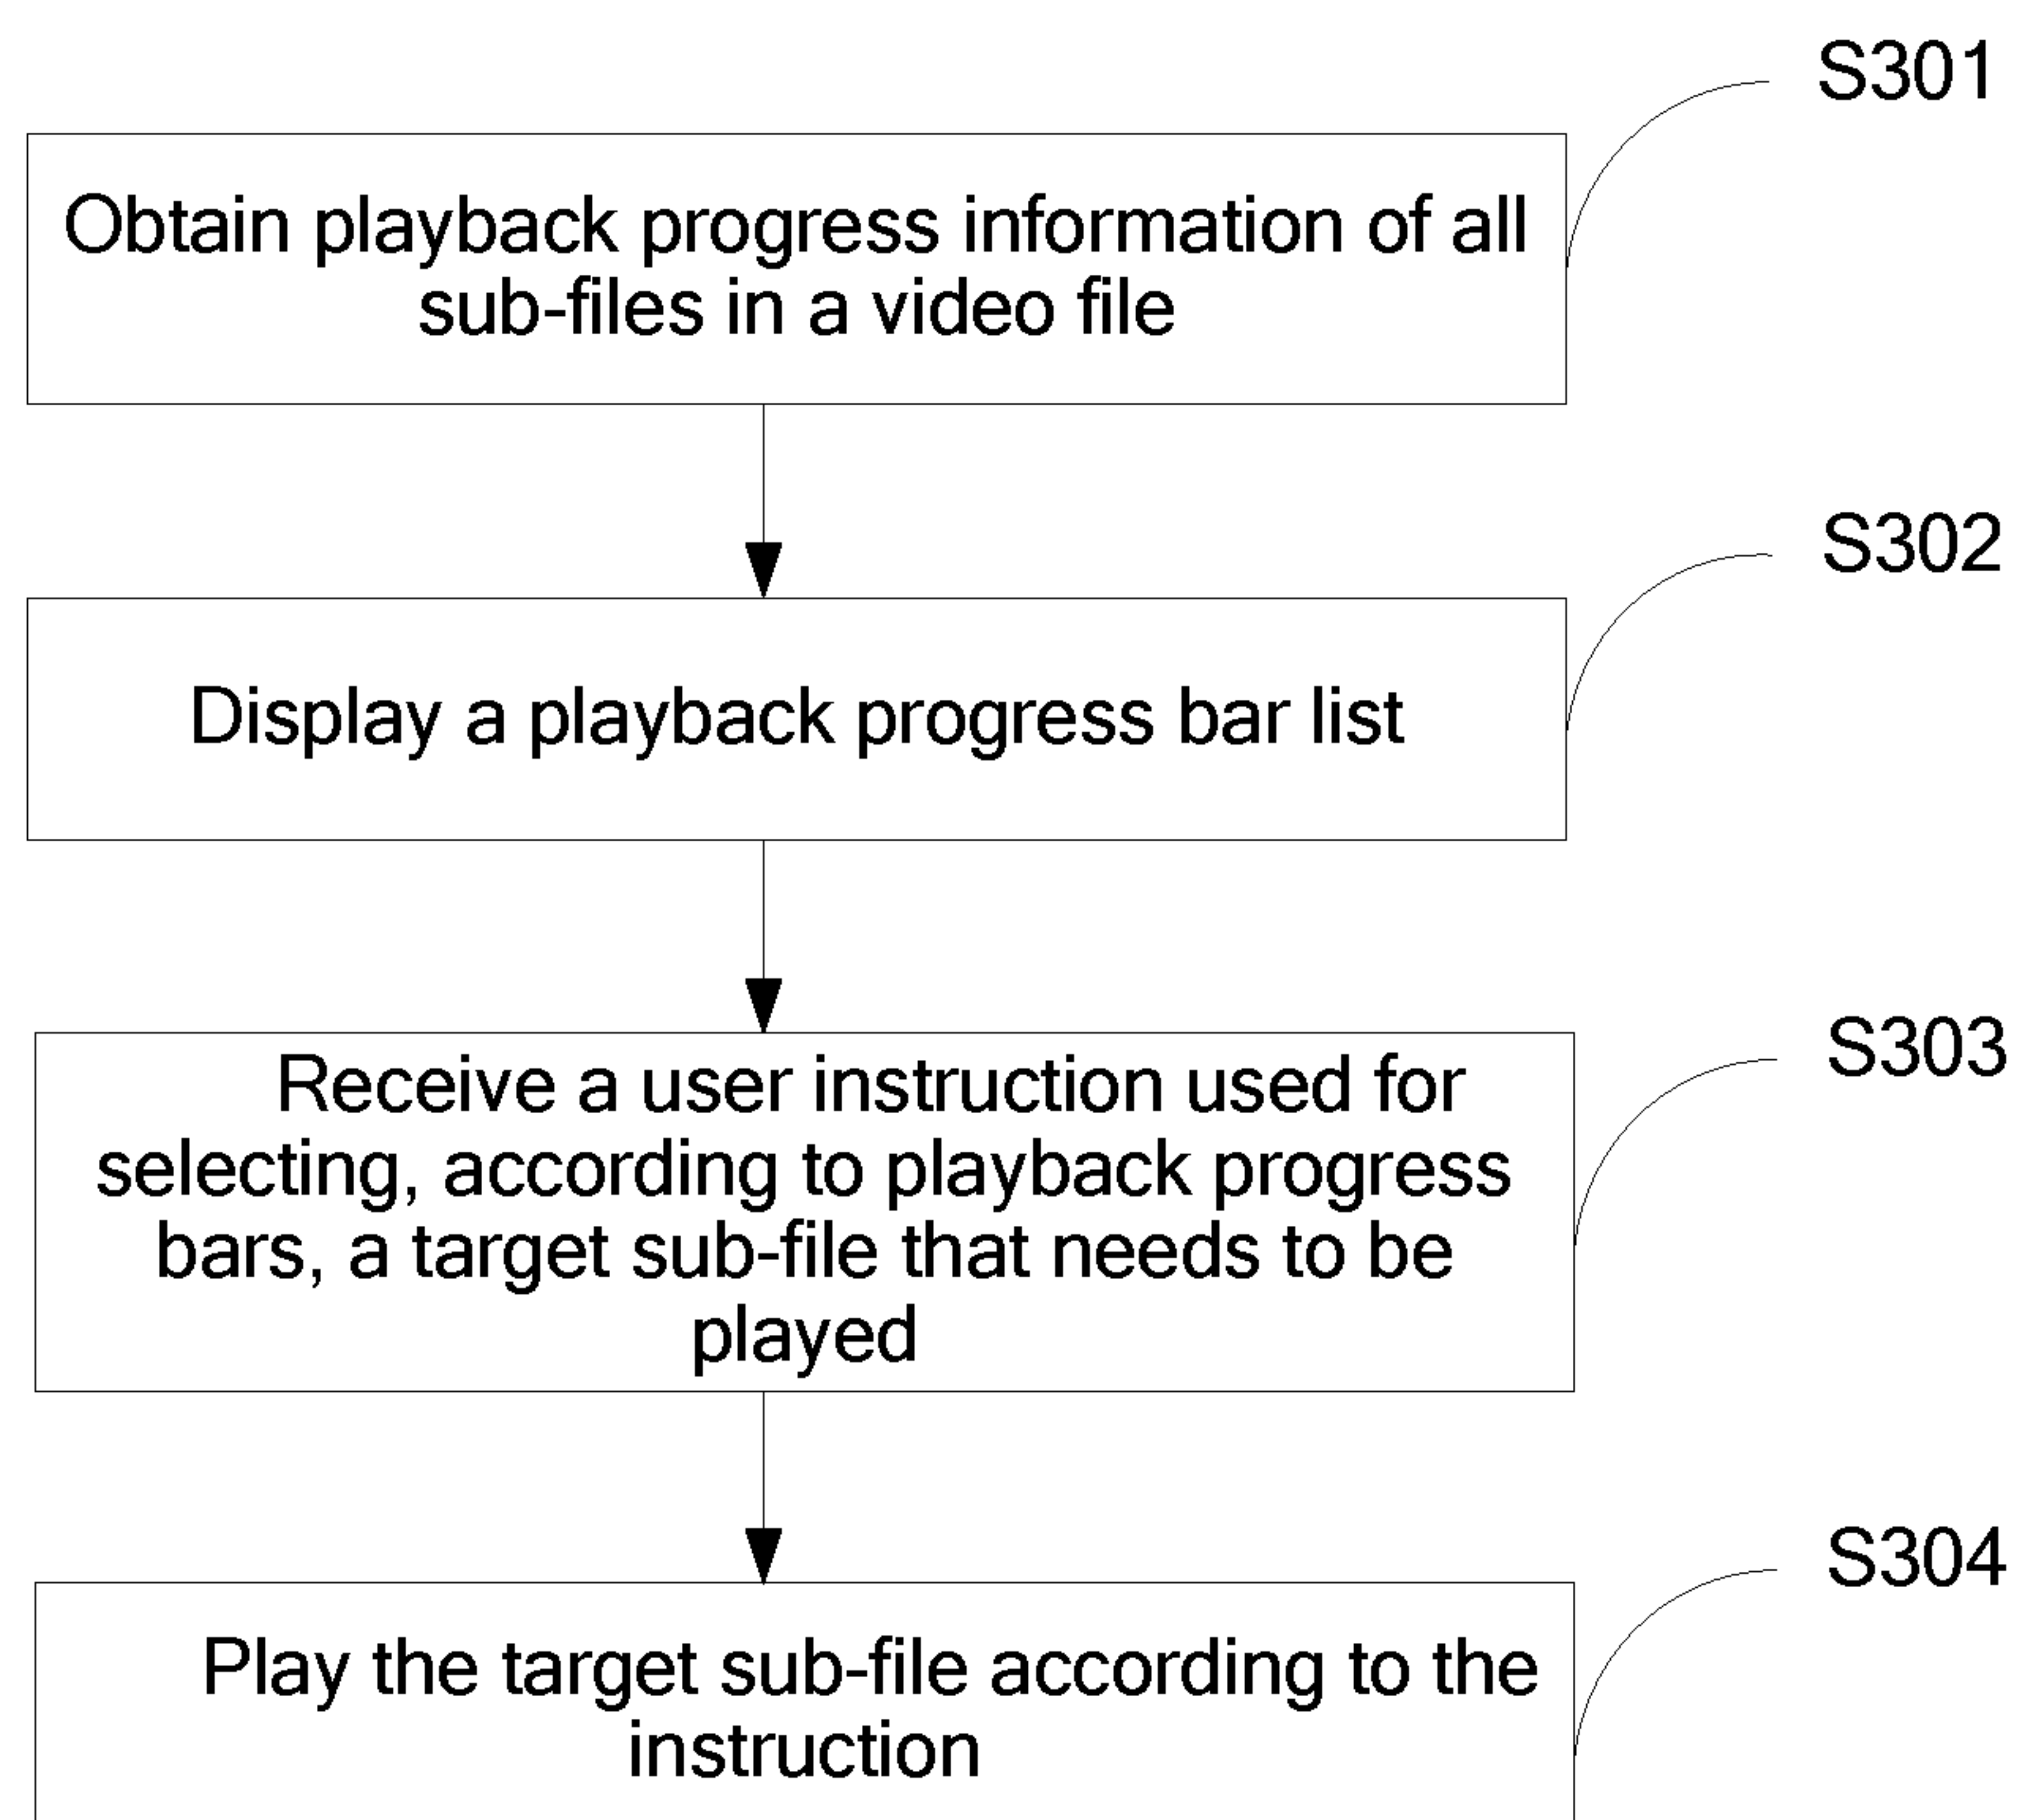 S301
Obtain playback progress information of all
sub-files in a video file
S302
Display a playback progress bar list
S303
Receive a user instruction used for
selecting, according to playback progress
bars, a target sub-file that needs to be
played
S304
Play the target sub-file according to the
instruction